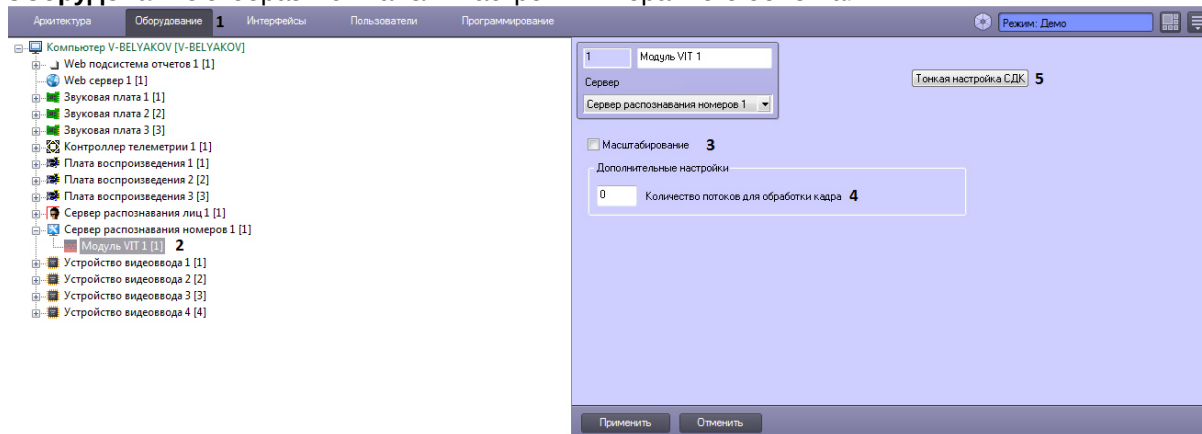 Архитектура Оборудование 1 Интерфейсы Пользователи Программирование Режим: Демо
Компьютер V-BELYAKOV [V-BELYAKOV]
Web подсистема отчетов 1 [1]
Web сервер 1 [1]
Звуковая плата 1 [1]
Звуковая плата 2 [2]
Звуковая плата 3 [3]
Контроллер телеметрии 1 [1]
Плата воспроизведения 1 [1]
Плата воспроизведения 2 [2]
Плата воспроизведения 3 [3]
Сервер распознавания лиц 1 [1]
Сервер распознавания номеров 1 [1]
Модуль VIT 1 [1] 2
Устройство видеоввода 1 [1]
Устройство видеоввода 2 [2]
Устройство видеоввода 3 [3]
Устройство видеоввода 4 [4]
1 Модуль VIT 1
Сервер
Сервер распознавания номеров 1
Тонкая настройка СДК 5
Масштабирование 3
Дополнительные настройки
0 Количество потоков для обработки кадра 4
Применить Отменить